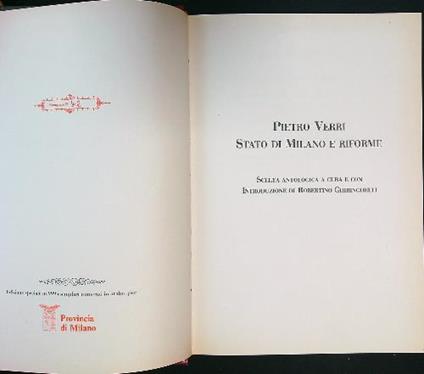 Provincia
di Milano
PIETRO VERRI
STATO DI MILANO E RIFORME
SCELTA ANTOLOGICA A CURA E CON
INTRODUZIONE DI ROBERTINO GHIRINGHELLI